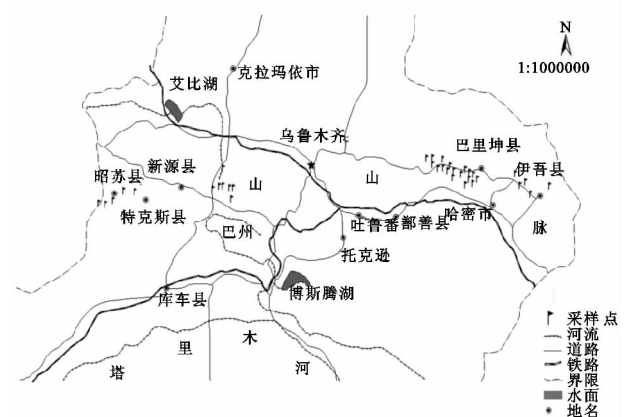 N
1:1000000
克拉玛依市
艾比湖
乌鲁木齐
巴里坤县
伊吾县
昭苏县
新源县
山
山
特克斯县
哈密市
吐鲁番
鄯善县
脉
巴州
托克逊
库车县
博斯腾湖
塔
里
木
河
采样点
河流
道路
铁路
界限
水面
地名